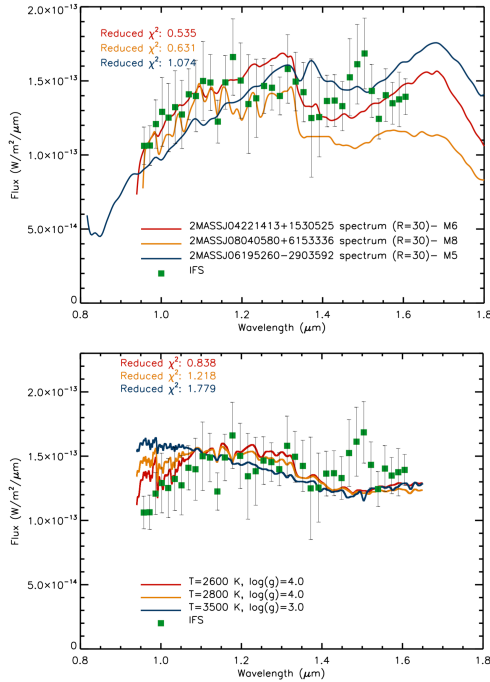 2.0×10⁻¹³
Reduced χ²: 0.535
Reduced χ²: 0.631
Reduced χ²: 1.074
1.5×10⁻¹³
1.0×10⁻¹³
5.0×10⁻¹⁴
0
Flux (W/m²/μm)
2MASSJ04221413+1530525 spectrum (R=30)- M6
2MASSJ08040580+6153336 spectrum (R=30)- M8
2MASSJ06195260-2903592 spectrum (R=30)- M5
IFS
0.8 1.0 1.2 1.4 1.6 1.8
Wavelength (μm)
Reduced χ²: 0.838
Reduced χ²: 1.218
Reduced χ²: 1.779
2.0×10⁻¹³
1.5×10⁻¹³
1.0×10⁻¹³
5.0×10⁻¹⁴
0
Flux (W/m²/μm)
T=2600 K, log(g)=4.0
T=2800 K, log(g)=4.0
T=3500 K, log(g)=3.0
IFS
0.8 1.0 1.2 1.4 1.6 1.8
Wavelength (μm)